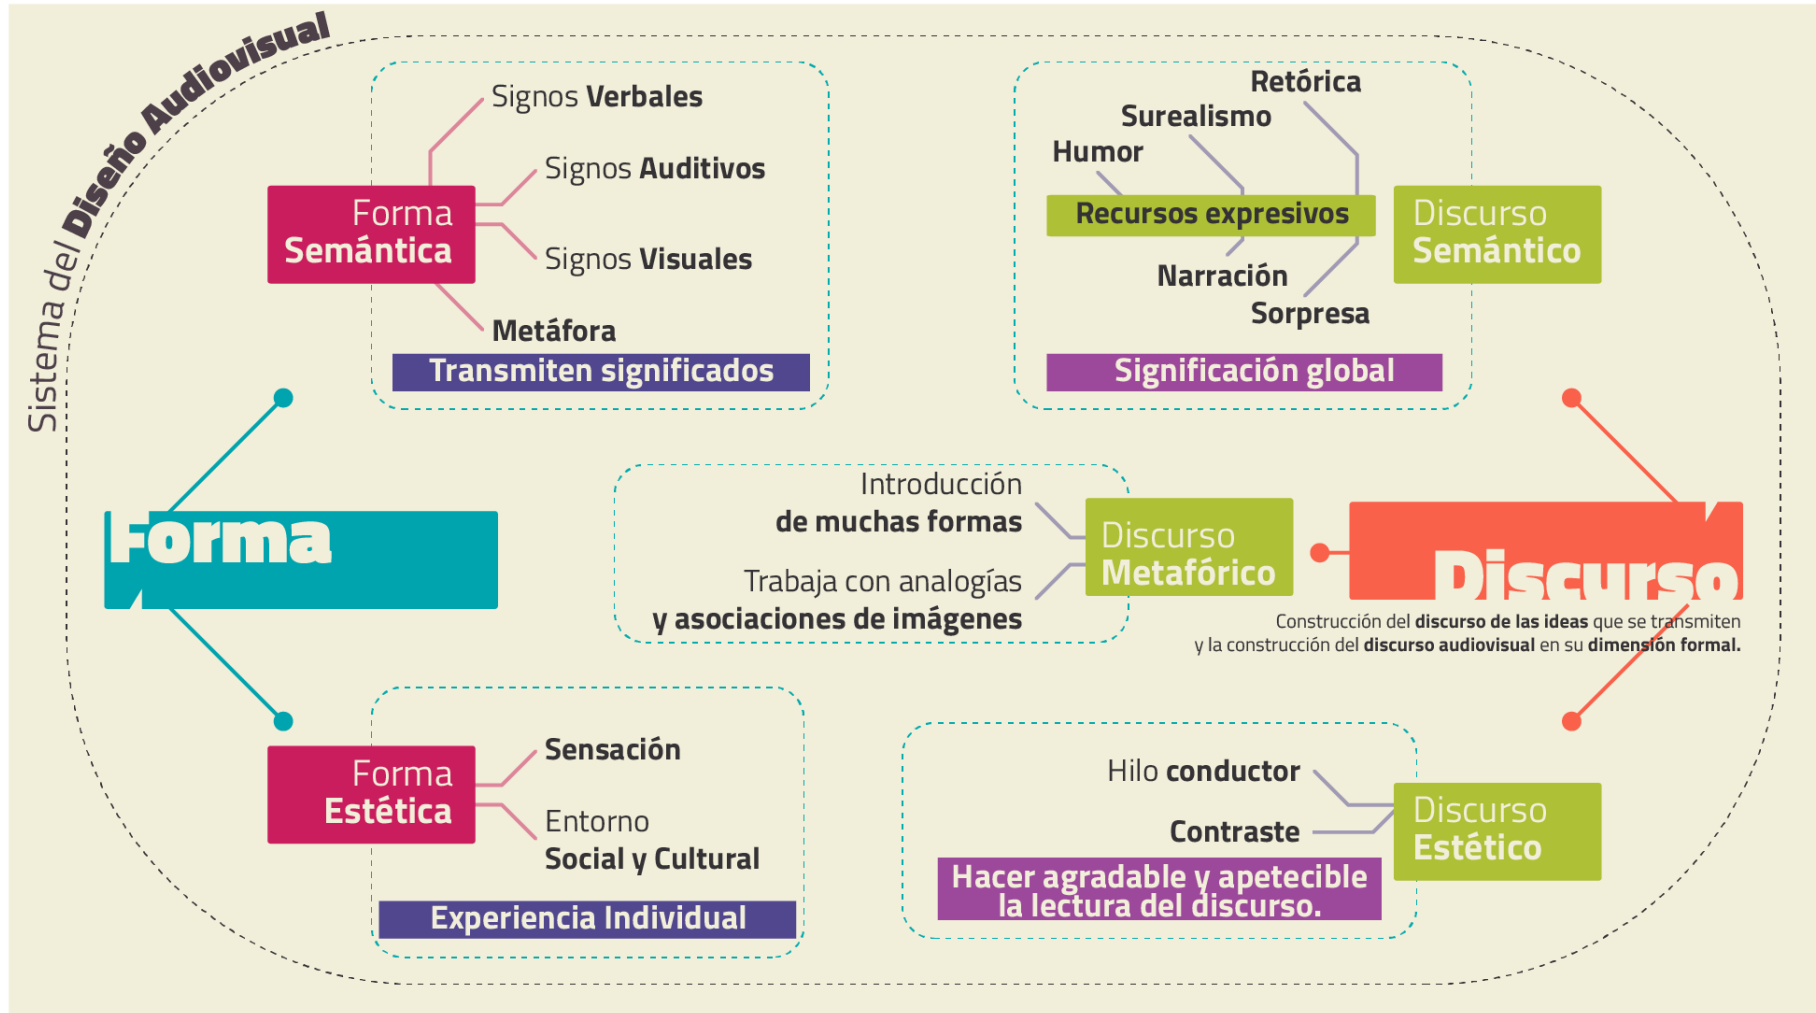 Sistema del Diseño Audiovisual
Signos Verbales
Signos Auditivos
Forma
Semántica
Signos Visuales
Metáfora
Transmiten significados
Retórica
Surealismo
Humor
Recursos expresivos
Discurso
Semántico
Narración
Sorpresa
Significación global
Forma
Introducción
de muchas formas
Trabaja con analogías
y asociaciones de imágenes
Discurso
Metafórico
Discurso
Construcción del discurso de las ideas que se transmiten
y la construcción del discurso audiovisual en su dimensión formal.
Forma
Estética
Sensación
Entorno
Social y Cultural
Experiencia Individual
Hilo conductor
Contraste
Discurso
Estético
Hacer agradable y apetecible
la lectura del discurso.